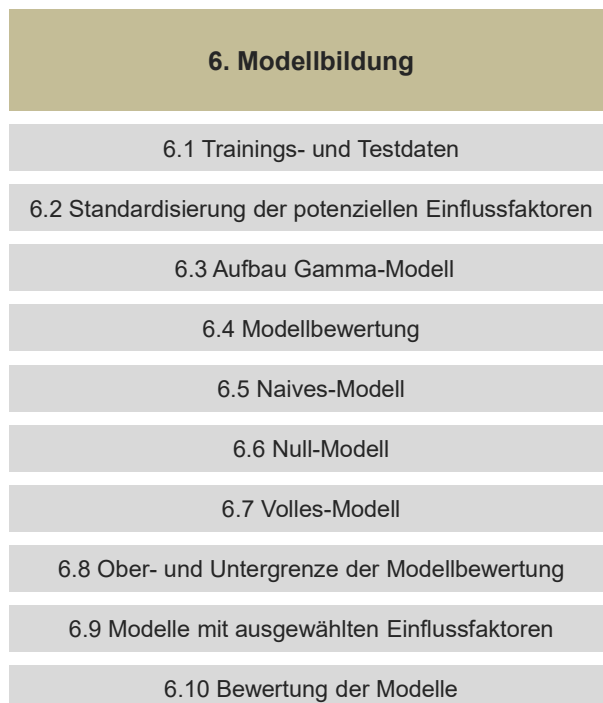 6. Modellbildung
6.1 Trainings- und Testdaten
6.2 Standardisierung der potenziellen Einflussfaktoren
6.3 Aufbau Gamma-Modell
6.4 Modellbewertung
6.5 Naives-Modell
6.6 Null-Modell
6.7 Volles-Modell
6.8 Ober- und Untergrenze der Modellbewertung
6.9 Modelle mit ausgewählten Einflussfaktoren
6.10 Bewertung der Modelle